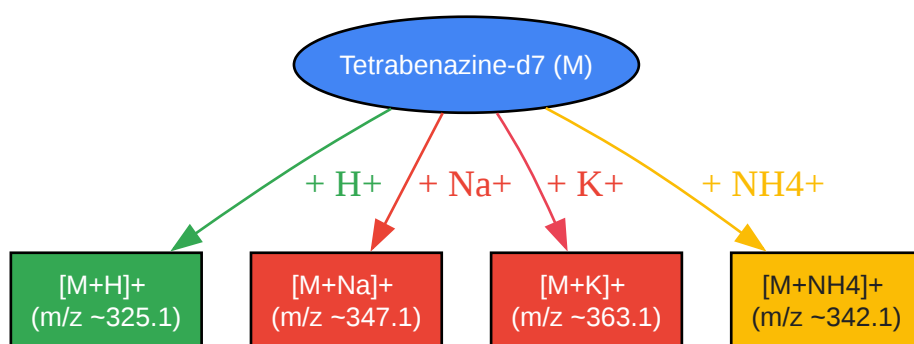 Tetrabenazine-d7 (M)
+ H+
+ Na+
+ K+
+ NH4+
[M+H]+
(m/z ~325.1)
[M+Na]+
(m/z ~347.1)
[M+K]+
(m/z ~363.1)
[M+NH4]+
(m/z ~342.1)